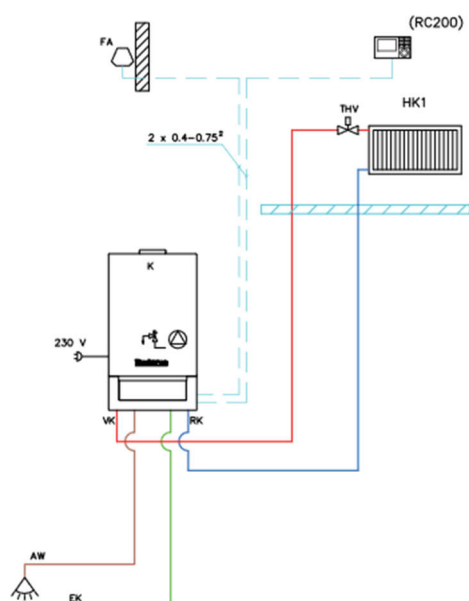 (RC200)
FA
THV
HK1
2 x 0.4-0.75²
K
230 V
VK
RK
AW
EK